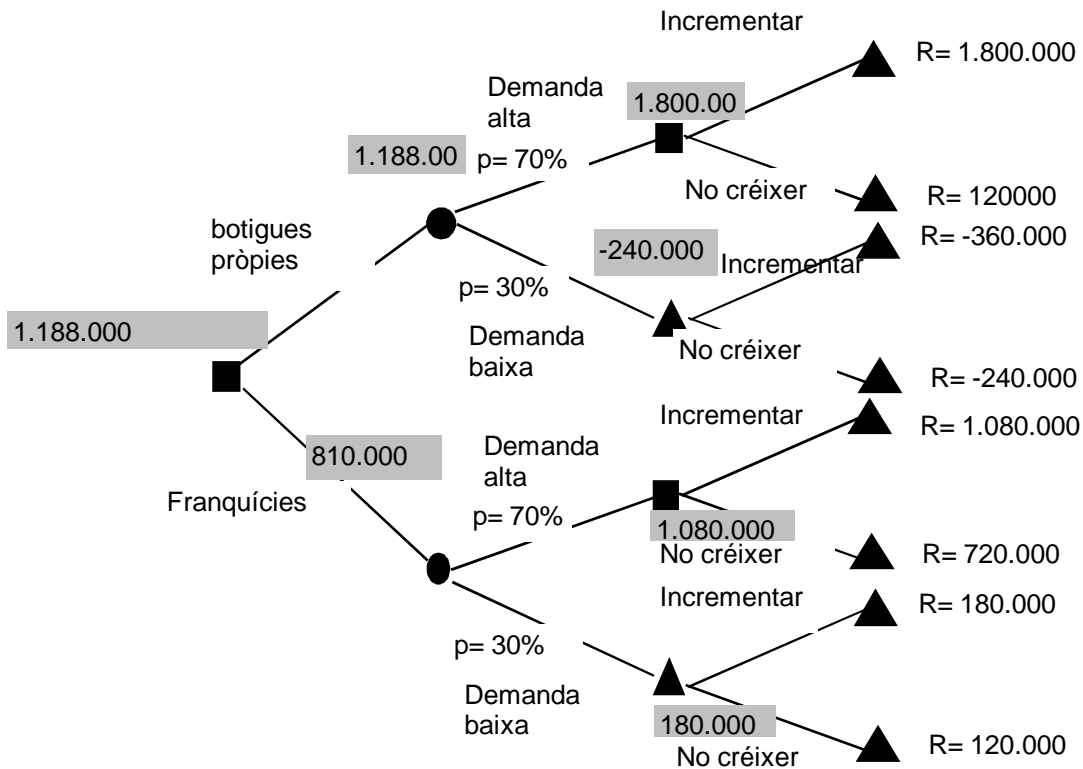 Incrementar
R= 1.800.000
Demanda
alta
1.800.00
1.188.00
p= 70%
No créixer
R= 120000
botigues
pròpies
-240.000
Incrementar
R= -360.000
p= 30%
1.188.000
Demanda
baixa
No créixer
R= -240.000
Incrementar
R= 1.080.000
810.000
Demanda
alta
Franquícies
p= 70%
1.080.000
No créixer
R= 720.000
Incrementar
R= 180.000
p= 30%
Demanda
baixa
180.000
No créixer
R= 120.000